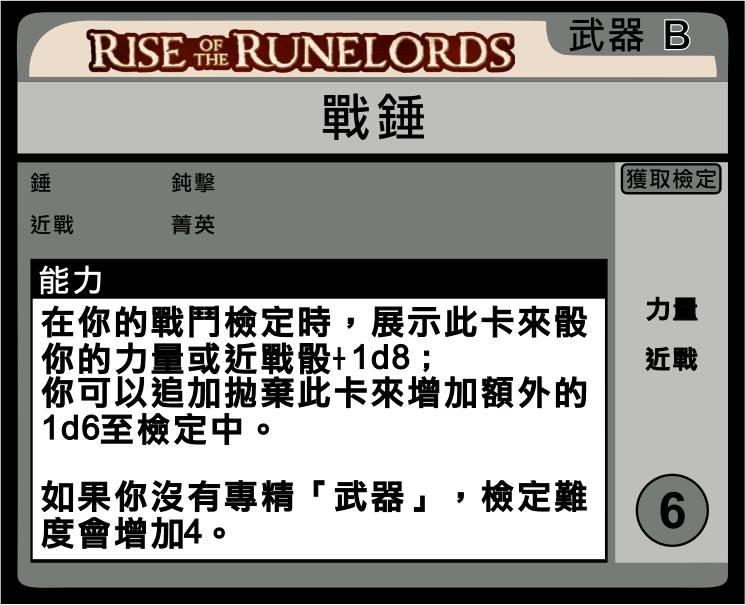 RISE OF THE RUNELORDS
武器 B
戰錘
錘 鈍擊
近戰 菁英
獲取檢定
力量
近戰
6
能力
在你的戰鬥檢定時，展示此卡來骰
你的力量或近戰骰+1d8；
你可以追加拋棄此卡來增加額外的
1d6至檢定中。
如果你沒有專精「武器」，檢定難
度會增加4。